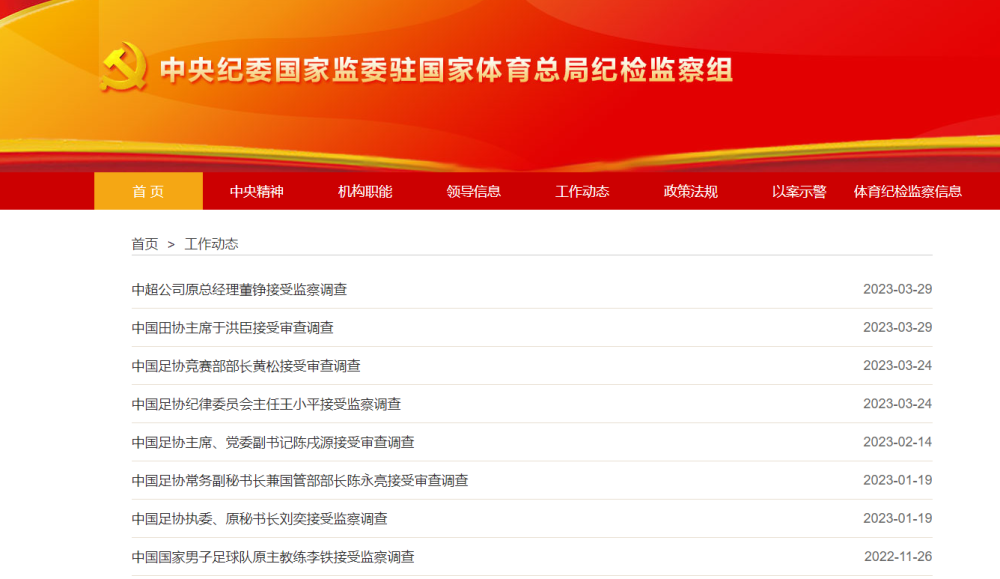 中央纪委国家监委驻国家体育总局纪检监察组
首 页 中央精神 机构职能 领导信息 工作动态 政策法规 以案示警 体育纪检监察信息
首页 > 工作动态
中超公司原总经理董铮接受监察调查 2023-03-29
中国田协主席于洪臣接受审查调查 2023-03-29
中国足协竞赛部部长黄松接受审查调查 2023-03-24
中国足协纪律委员会主任王小平接受监察调查 2023-03-24
中国足协主席、党委副书记陈戌源接受审查调查 2023-02-14
中国足协常务副秘书长兼国管部部长陈永亮接受审查调查 2023-01-19
中国足协执委、原秘书长刘奕接受监察调查 2023-01-19
中国国家男子足球队原主教练李铁接受监察调查 2022-11-26